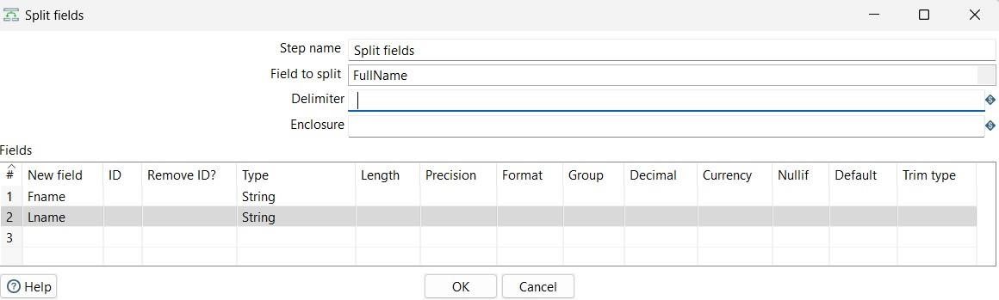 Split fields
Step name Split fields
Field to split FullName
Delimiter
Enclosure
Fields
# New field ID Remove ID? Type Length Precision Format Group Decimal Currency Nullif Default Trim type
1 Fname String
2 Lname String
3
Help OK Cancel